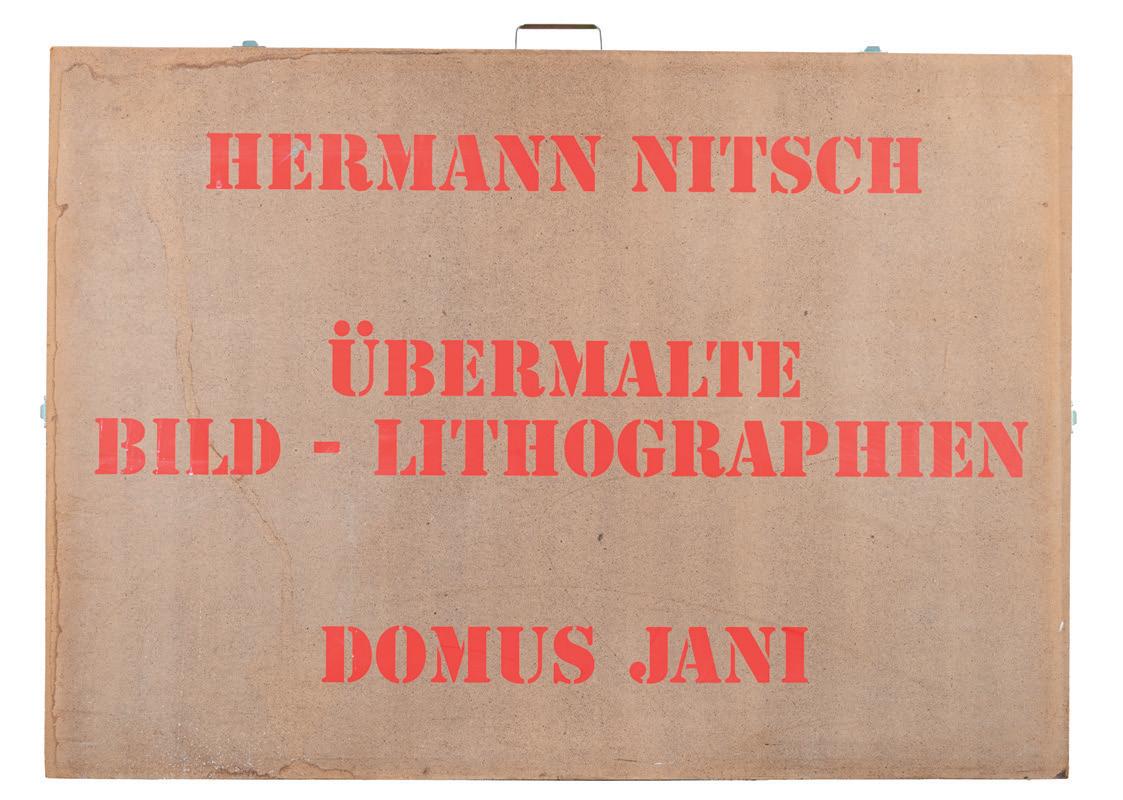 HERMANN NITSCH
ÜBERMALTE
BILD - LITHOGRAPHIEN
DOMUS JANI